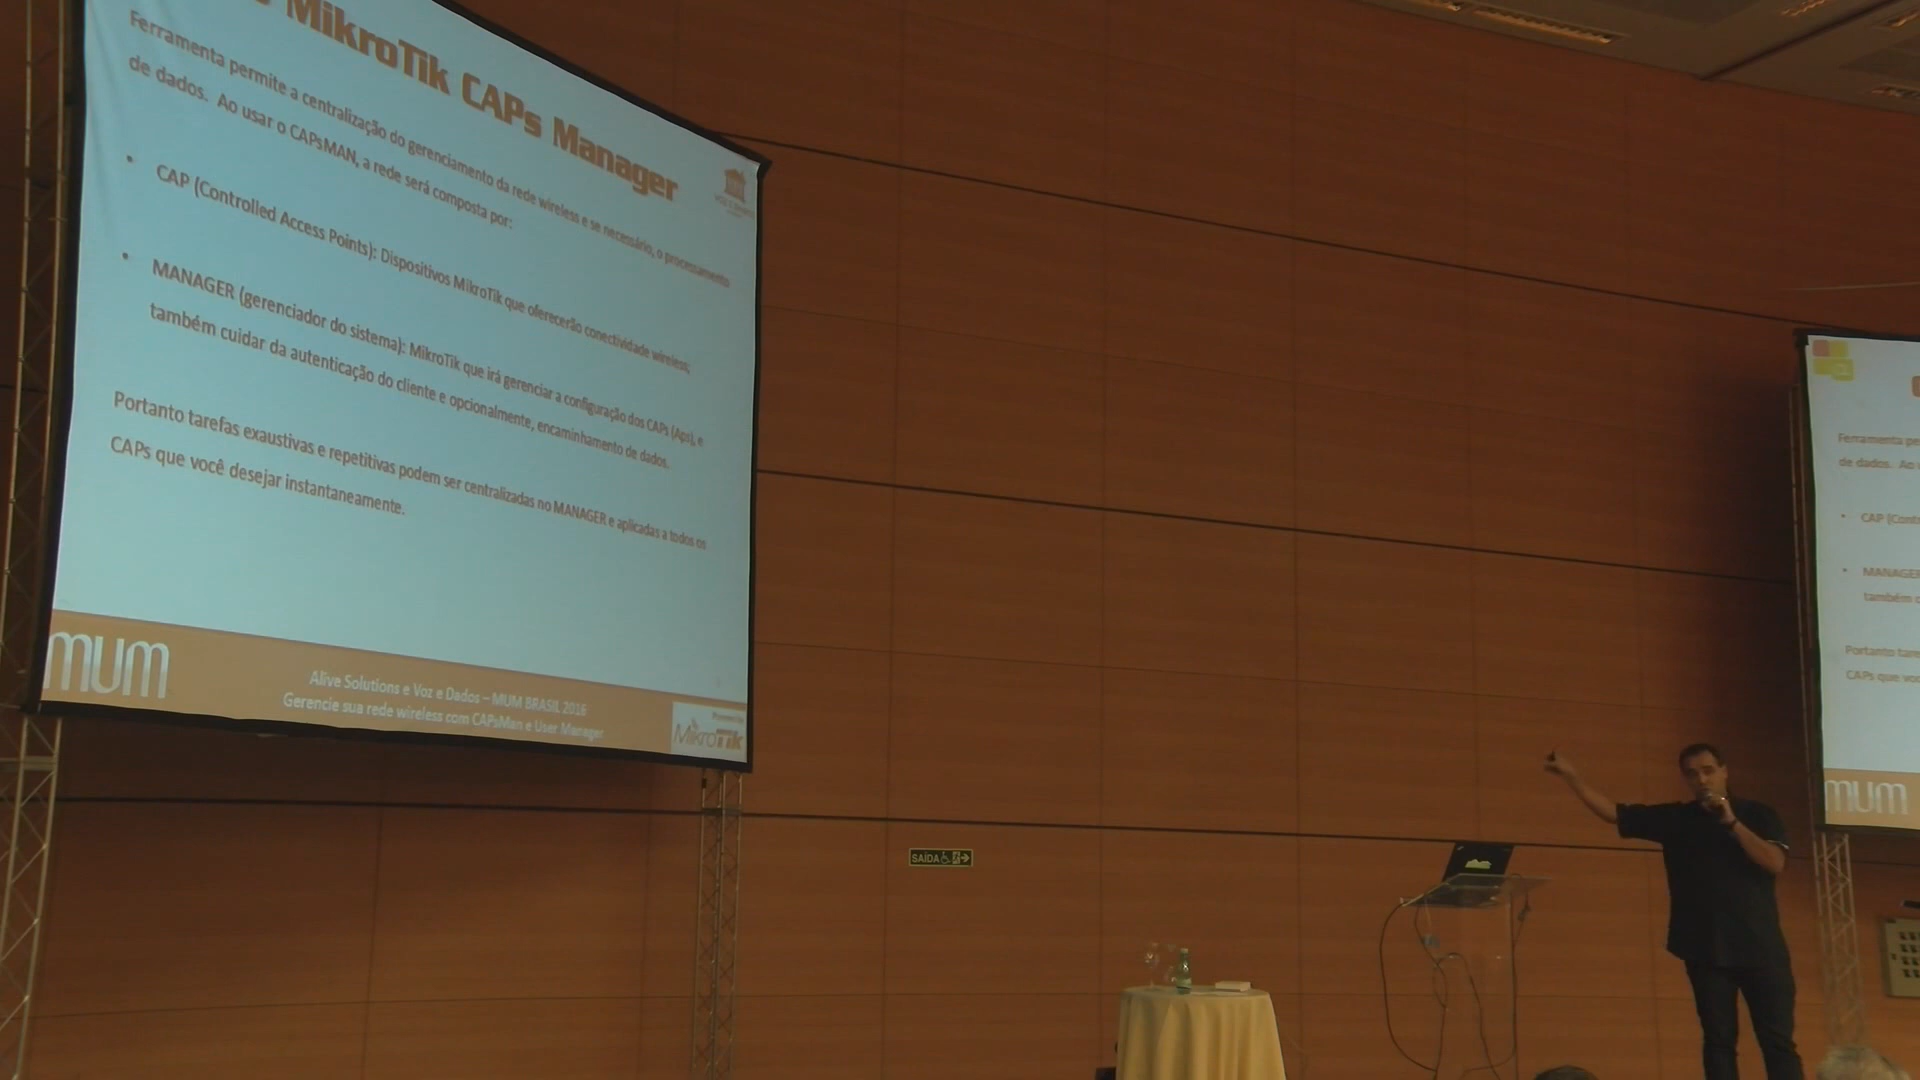 MikroTik CAPs Manager
Ferramenta permite a centralização do gerenciamento da rede wireless e se necessário, o processamento
de dados. Ao usar o CAPsMAN, a rede será composta por:
• CAP (Controlled Access Points): Dispositivos MikroTik que oferecerão conectividade wireless;
• MANAGER (gerenciador do sistema): MikroTik que irá gerenciar a configuração dos CAPs (Aps), e
também cuidar da autenticação do cliente e opcionalmente, encaminhamento de dados.
Portanto tarefas exaustivas e repetitivas podem ser centralizadas no MANAGER e aplicadas a todos os
CAPs que você desejar instantaneamente.
mum
Alive Solutions e Voz e Dados – MUM BRASIL 2016
Gerencie sua rede wireless com CAPsMan e User Manager
MikroTik
SAÍDA
Ferramenta pe
de dados. Ao
• CAP (Cont
• MANAGER
também c
Portanto tare
CAPs que voc
mum